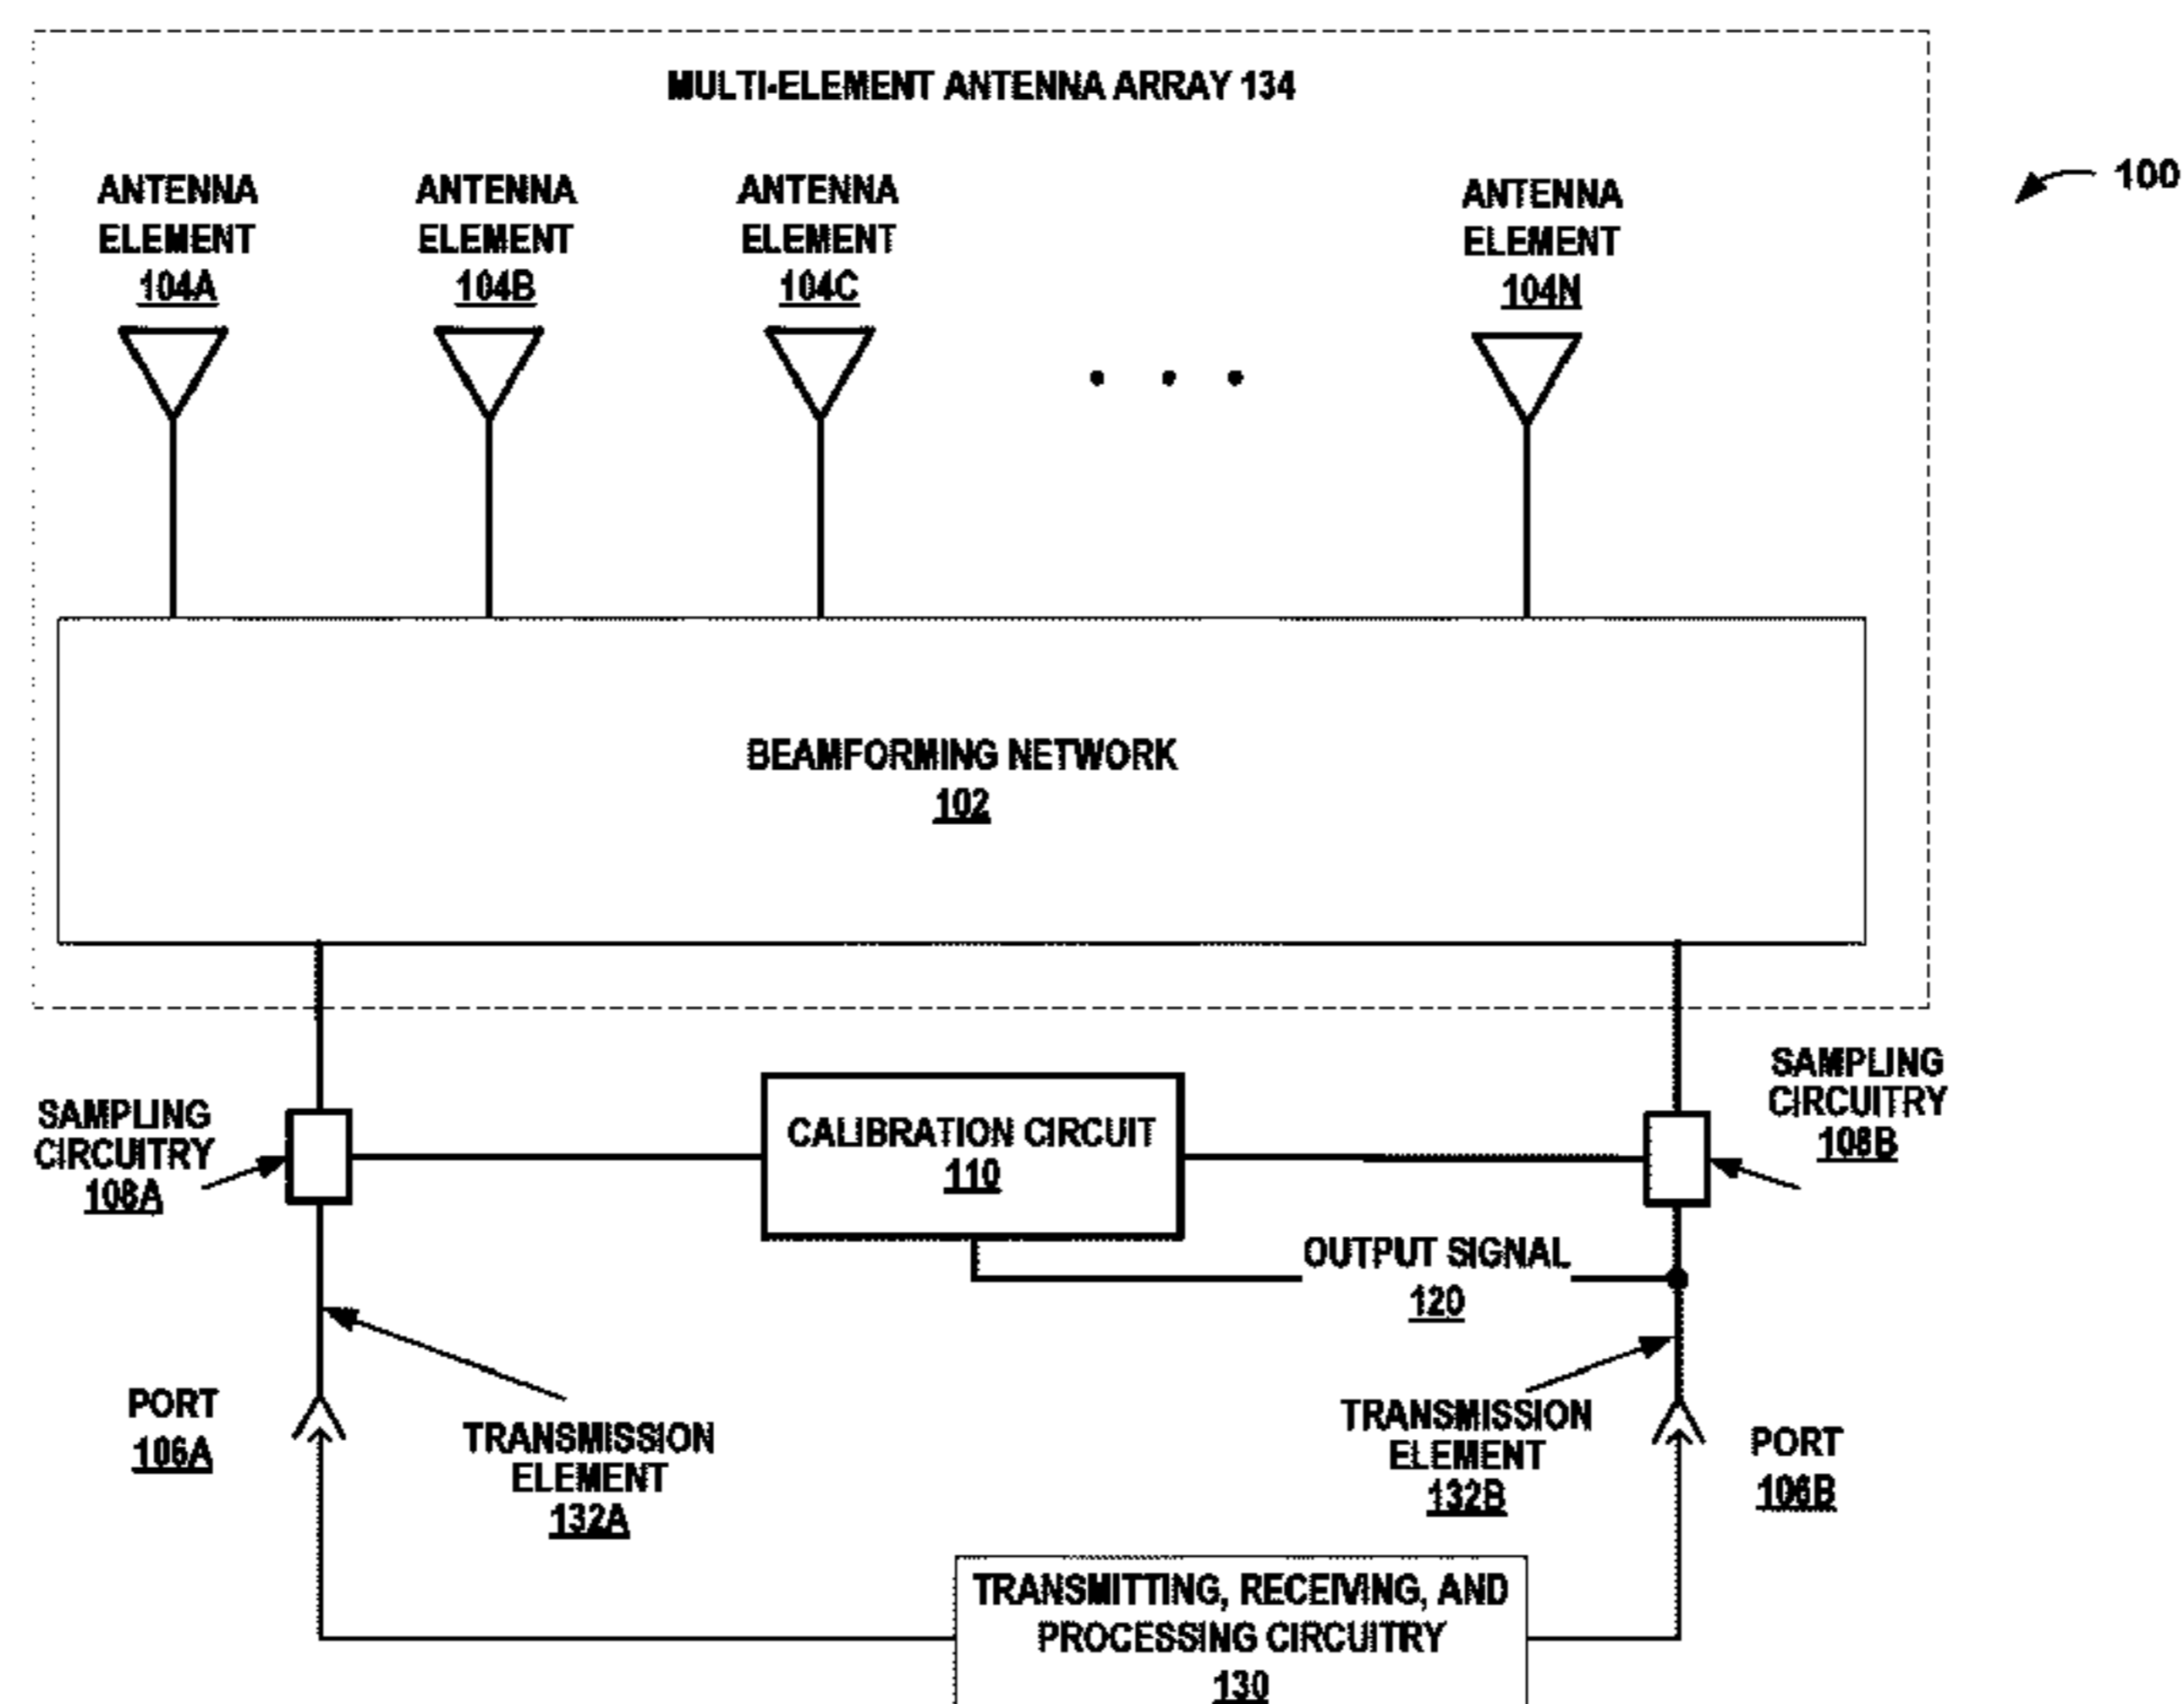 MULTI-ELEMENT ANTENNA ARRAY 134
100
ANTENNA
ELEMENT
104A
ANTENNA
ELEMENT
104B
ANTENNA
ELEMENT
104C
ANTENNA
ELEMENT
104N
BEAMFORMING NETWORK
102
SAMPLING
CIRCUITRY
108A
CALIBRATION CIRCUIT
110
SAMPLING
CIRCUITRY
108B
OUTPUT SIGNAL
120
PORT
106A
TRANSMISSION
ELEMENT
132A
TRANSMISSION
ELEMENT
132B
PORT
106B
TRANSMITTING, RECEIVING, AND
PROCESSING CIRCUITRY
130